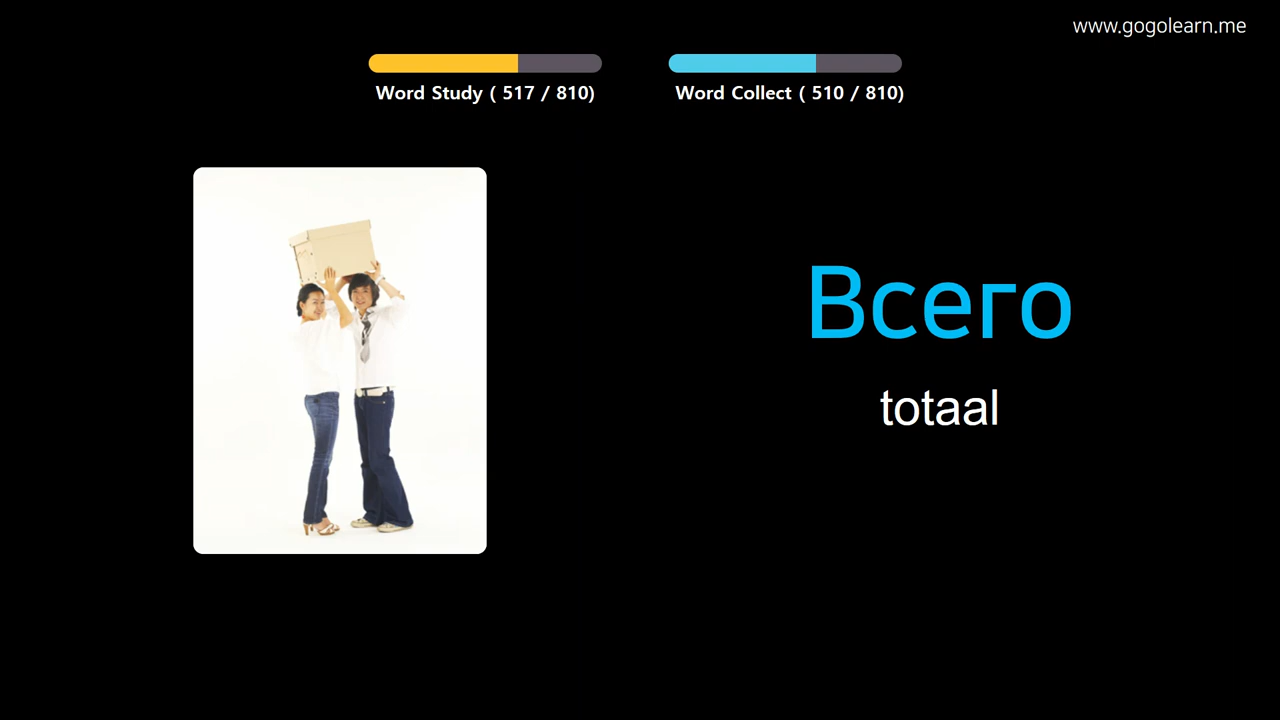 www.gogolearn.me
Word Study ( 517 / 810)
Word Collect ( 510 / 810)
Всего
totaal